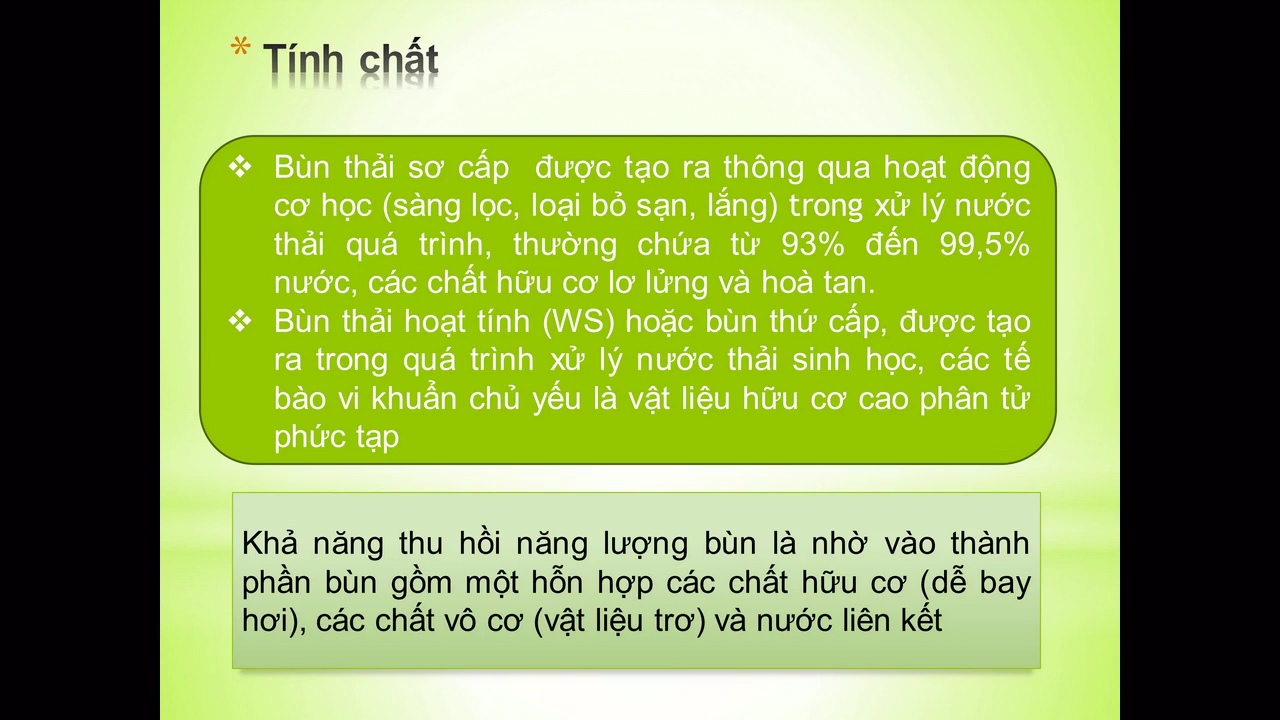 * Tính chất
❖ Bùn thải sơ cấp được tạo ra thông qua hoạt động
cơ học (sàng lọc, loại bỏ sạn, lắng) trong xử lý nước
thải quá trình, thường chứa từ 93% đến 99,5%
nước, các chất hữu cơ lơ lửng và hoà tan.
❖ Bùn thải hoạt tính (WS) hoặc bùn thứ cấp, được tạo
ra trong quá trình xử lý nước thải sinh học, các tế
bào vi khuẩn chủ yếu là vật liệu hữu cơ cao phân tử
phức tạp
Khả năng thu hồi năng lượng bùn là nhờ vào thành
phần bùn gồm một hỗn hợp các chất hữu cơ (dễ bay
hơi), các chất vô cơ (vật liệu trơ) và nước liên kết